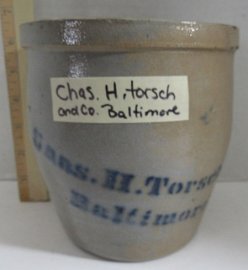 Chas. H. torsch
and co. Baltimore
Chas. H. Torsch
Baltimore